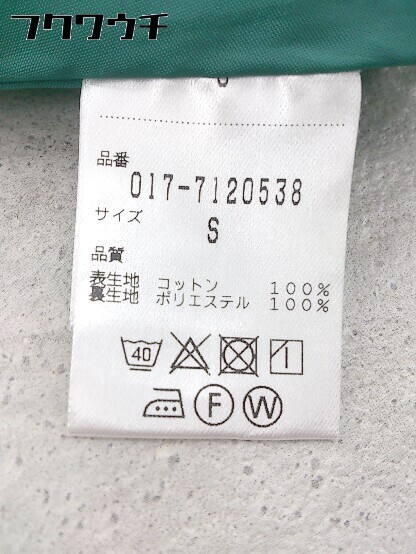 フクワウチ
品番
017-7120538
サイズ
S
品質
表生地 コットン 100%
裏生地 ポリエステル 100%
40
F W